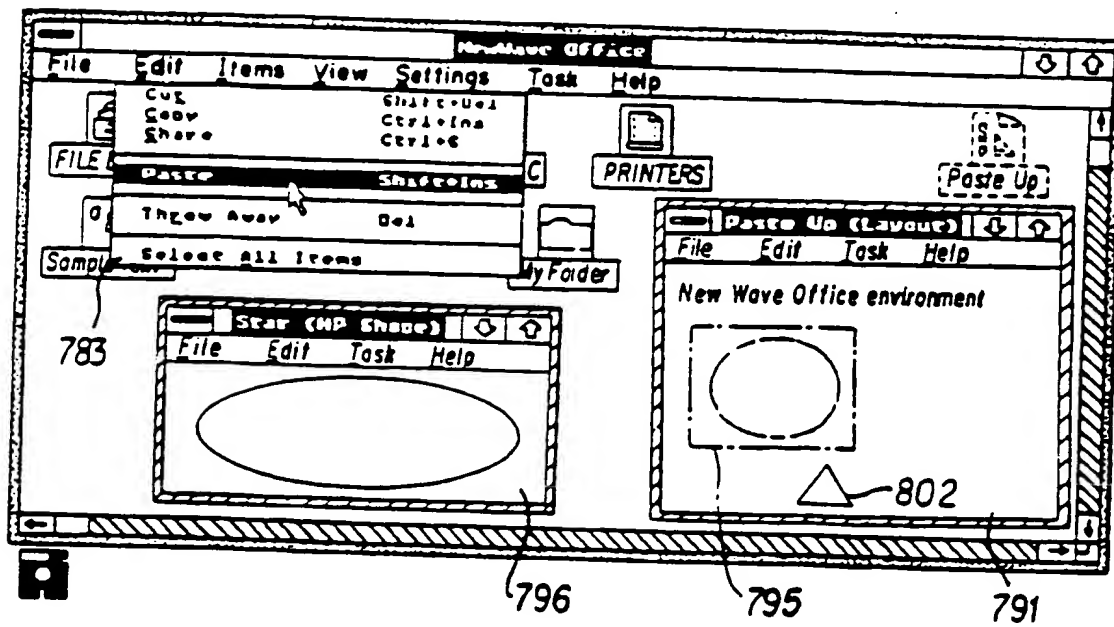 NewWave Office
File Edit Items View Settings Task Help
Cut Shift+Del
Copy Ctrl+Ins
Share Ctrl+
Paste Shift+Ins
Throw Away Del
Select All Items
FILE
C
PRINTERS
Paste Up
Sampl
My Folder
Paste Up (Layout)
File Edit Task Help
New Wave Office environment
783
Star (HP Shape)
File Edit Task Help
802
796
795
791